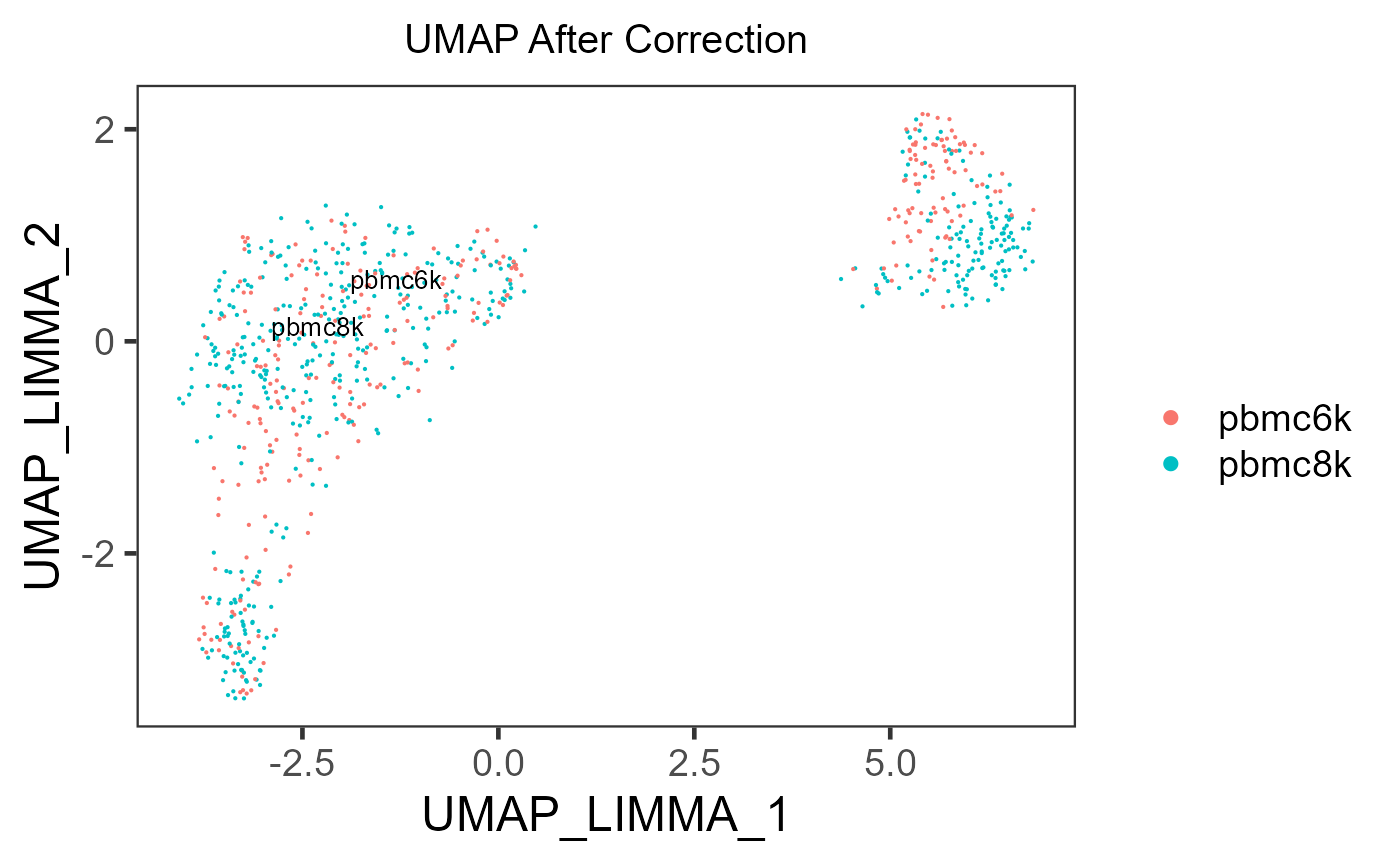 UMAP After Correction
UMAP_LIMMA_2
2
0
-2
pbmc6k
pbmc8k
-2.5
0.0
2.5
5.0
UMAP_LIMMA_1
pbmc6k
pbmc8k